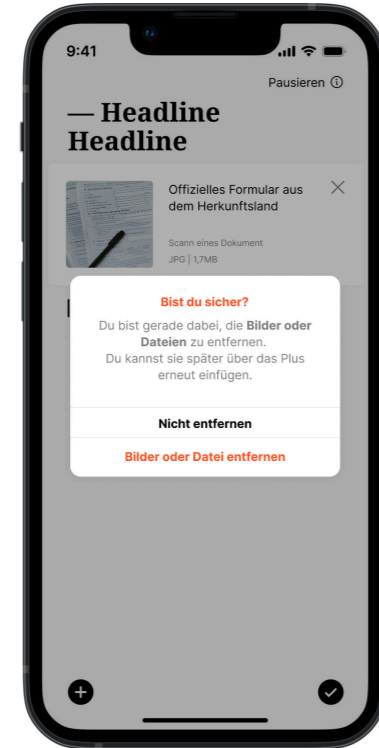 9:41
Pausieren
— Headline
Headline
Offizielles Formular aus
dem Herkunftsland
Scann eines Dokument
JPG | 1,7MB
Bist du sicher?
Du bist gerade dabei, die Bilder oder
Dateien zu entfernen.
Du kannst sie später über das Plus
erneut einfügen.
Nicht entfernen
Bilder oder Datei entfernen